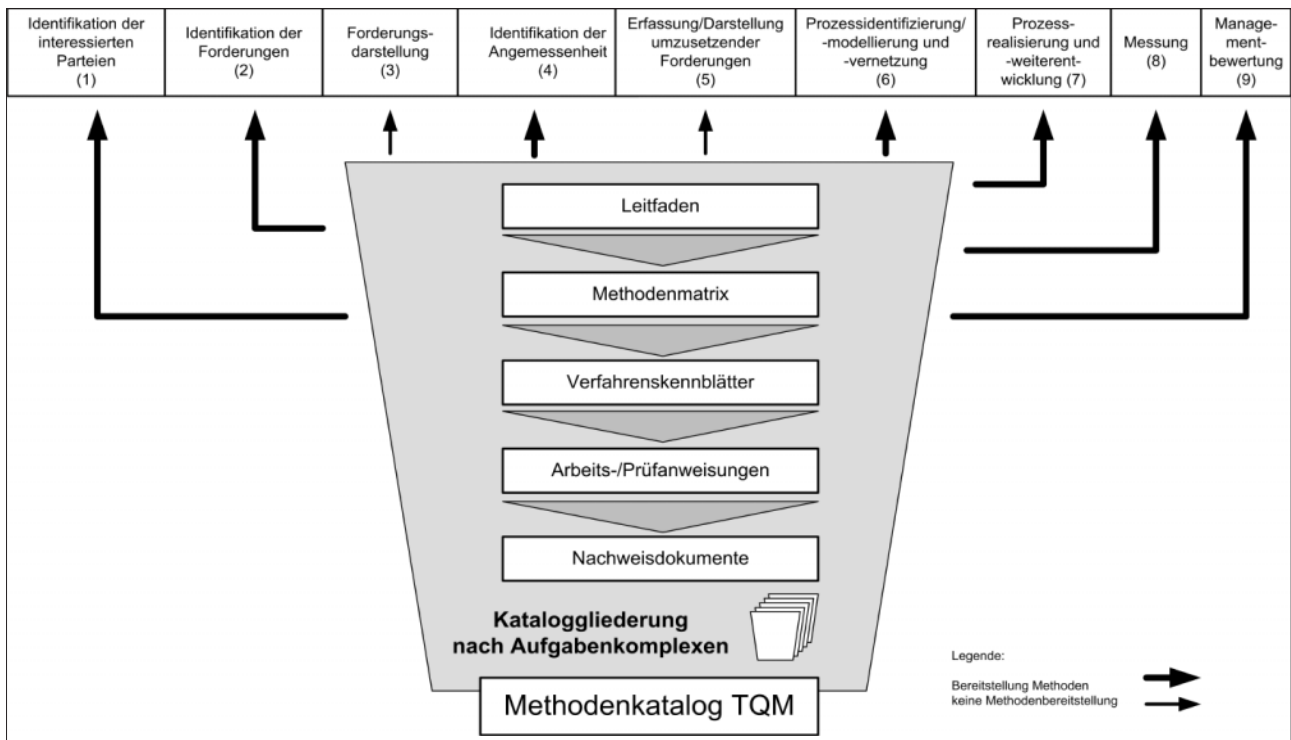 Identifikation der
interessierten
Parteien
(1)
Identifikation der
Forderungen
(2)
Forderungs-
darstellung
(3)
Identifikation der
Angemessenheit
(4)
Erfassung/Darstellung
umzusetzender
Forderungen
(5)
Prozessidentifizierung/
-modellierung und
-vernetzung
(6)
Prozess-
realisierung und
-weiterent-
wicklung (7)
Messung
(8)
Manage-
ment-
bewertung
(9)
Leitfaden
Methodenmatrix
Verfahrenskennblätter
Arbeits-/Prüfanweisungen
Nachweisdokumente
Kataloggliederung
nach Aufgabenkomplexen
Methodenkatalog TQM
Legende:
Bereitstellung Methoden
keine Methodenbereitstellung